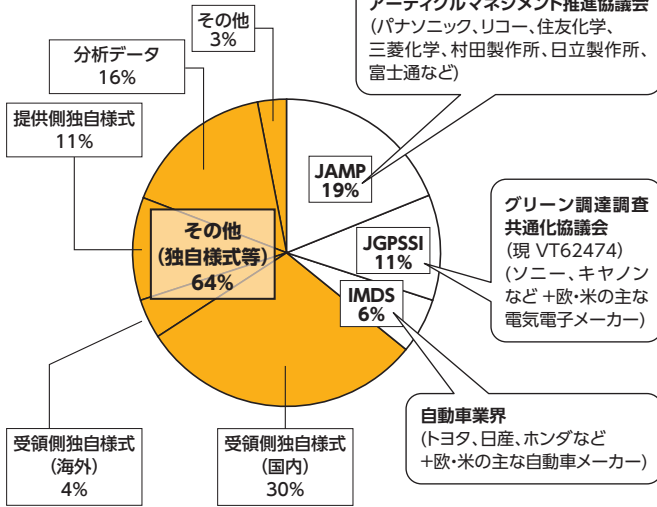 アーティクルマネジメント推進協議会
(パナソニック、リコー、住友化学、
三菱化学、村田製作所、日立製作所、
富士通など)
その他
3%
分析データ
16%
提供側独自様式
11%
JAMP
19%
グリーン調達調査
共通化協議会
(現 VT62474)
(ソニー、キヤノン
など+欧・米の主な
電気電子メーカー)
その他
(独自様式等)
64%
JGPSSI
11%
IMDS
6%
自動車業界
(トヨタ、日産、ホンダなど
+欧・米の主な自動車メーカー)
受領側独自様式
(海外)
4%
受領側独自様式
(国内)
30%